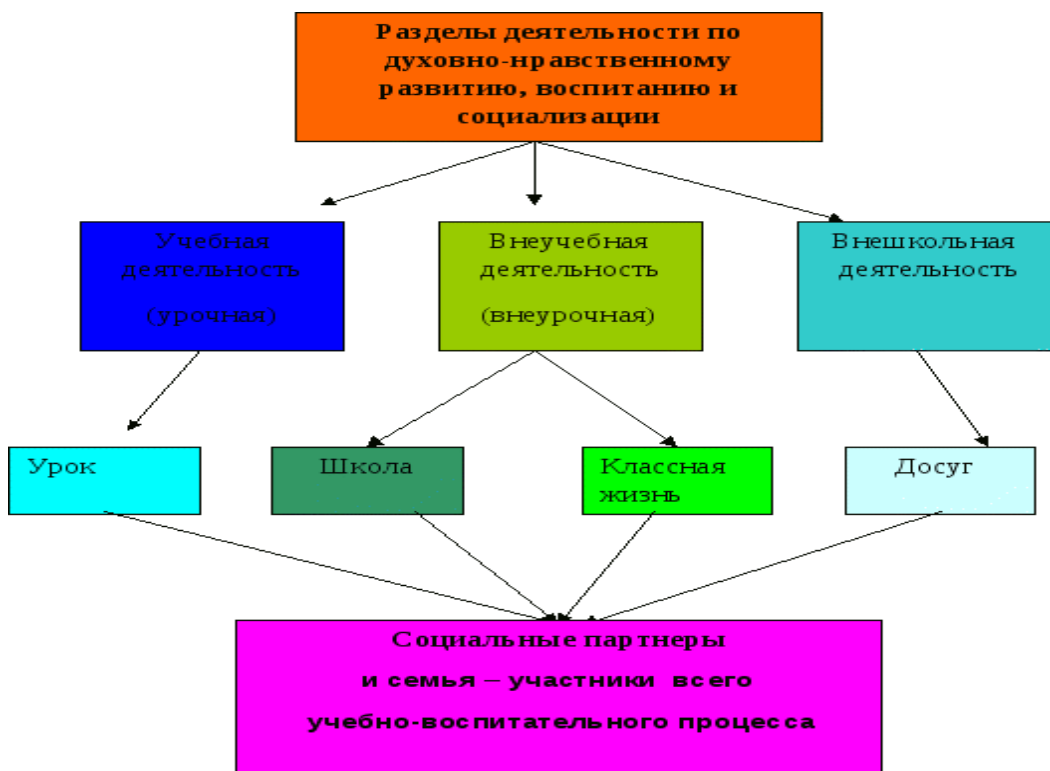 Разделы деятельности по
духовно-нравственному
развитию, воспитанию и
социализации
Учебная
деятельность
(урочная)
Внеучебная
деятельность
(внеурочная)
Внешкольная
деятельность
Урок
Школа
Классная
жизнь
Досуг
Социальные партнеры
и семья – участники всего
учебно-воспитательного процесса